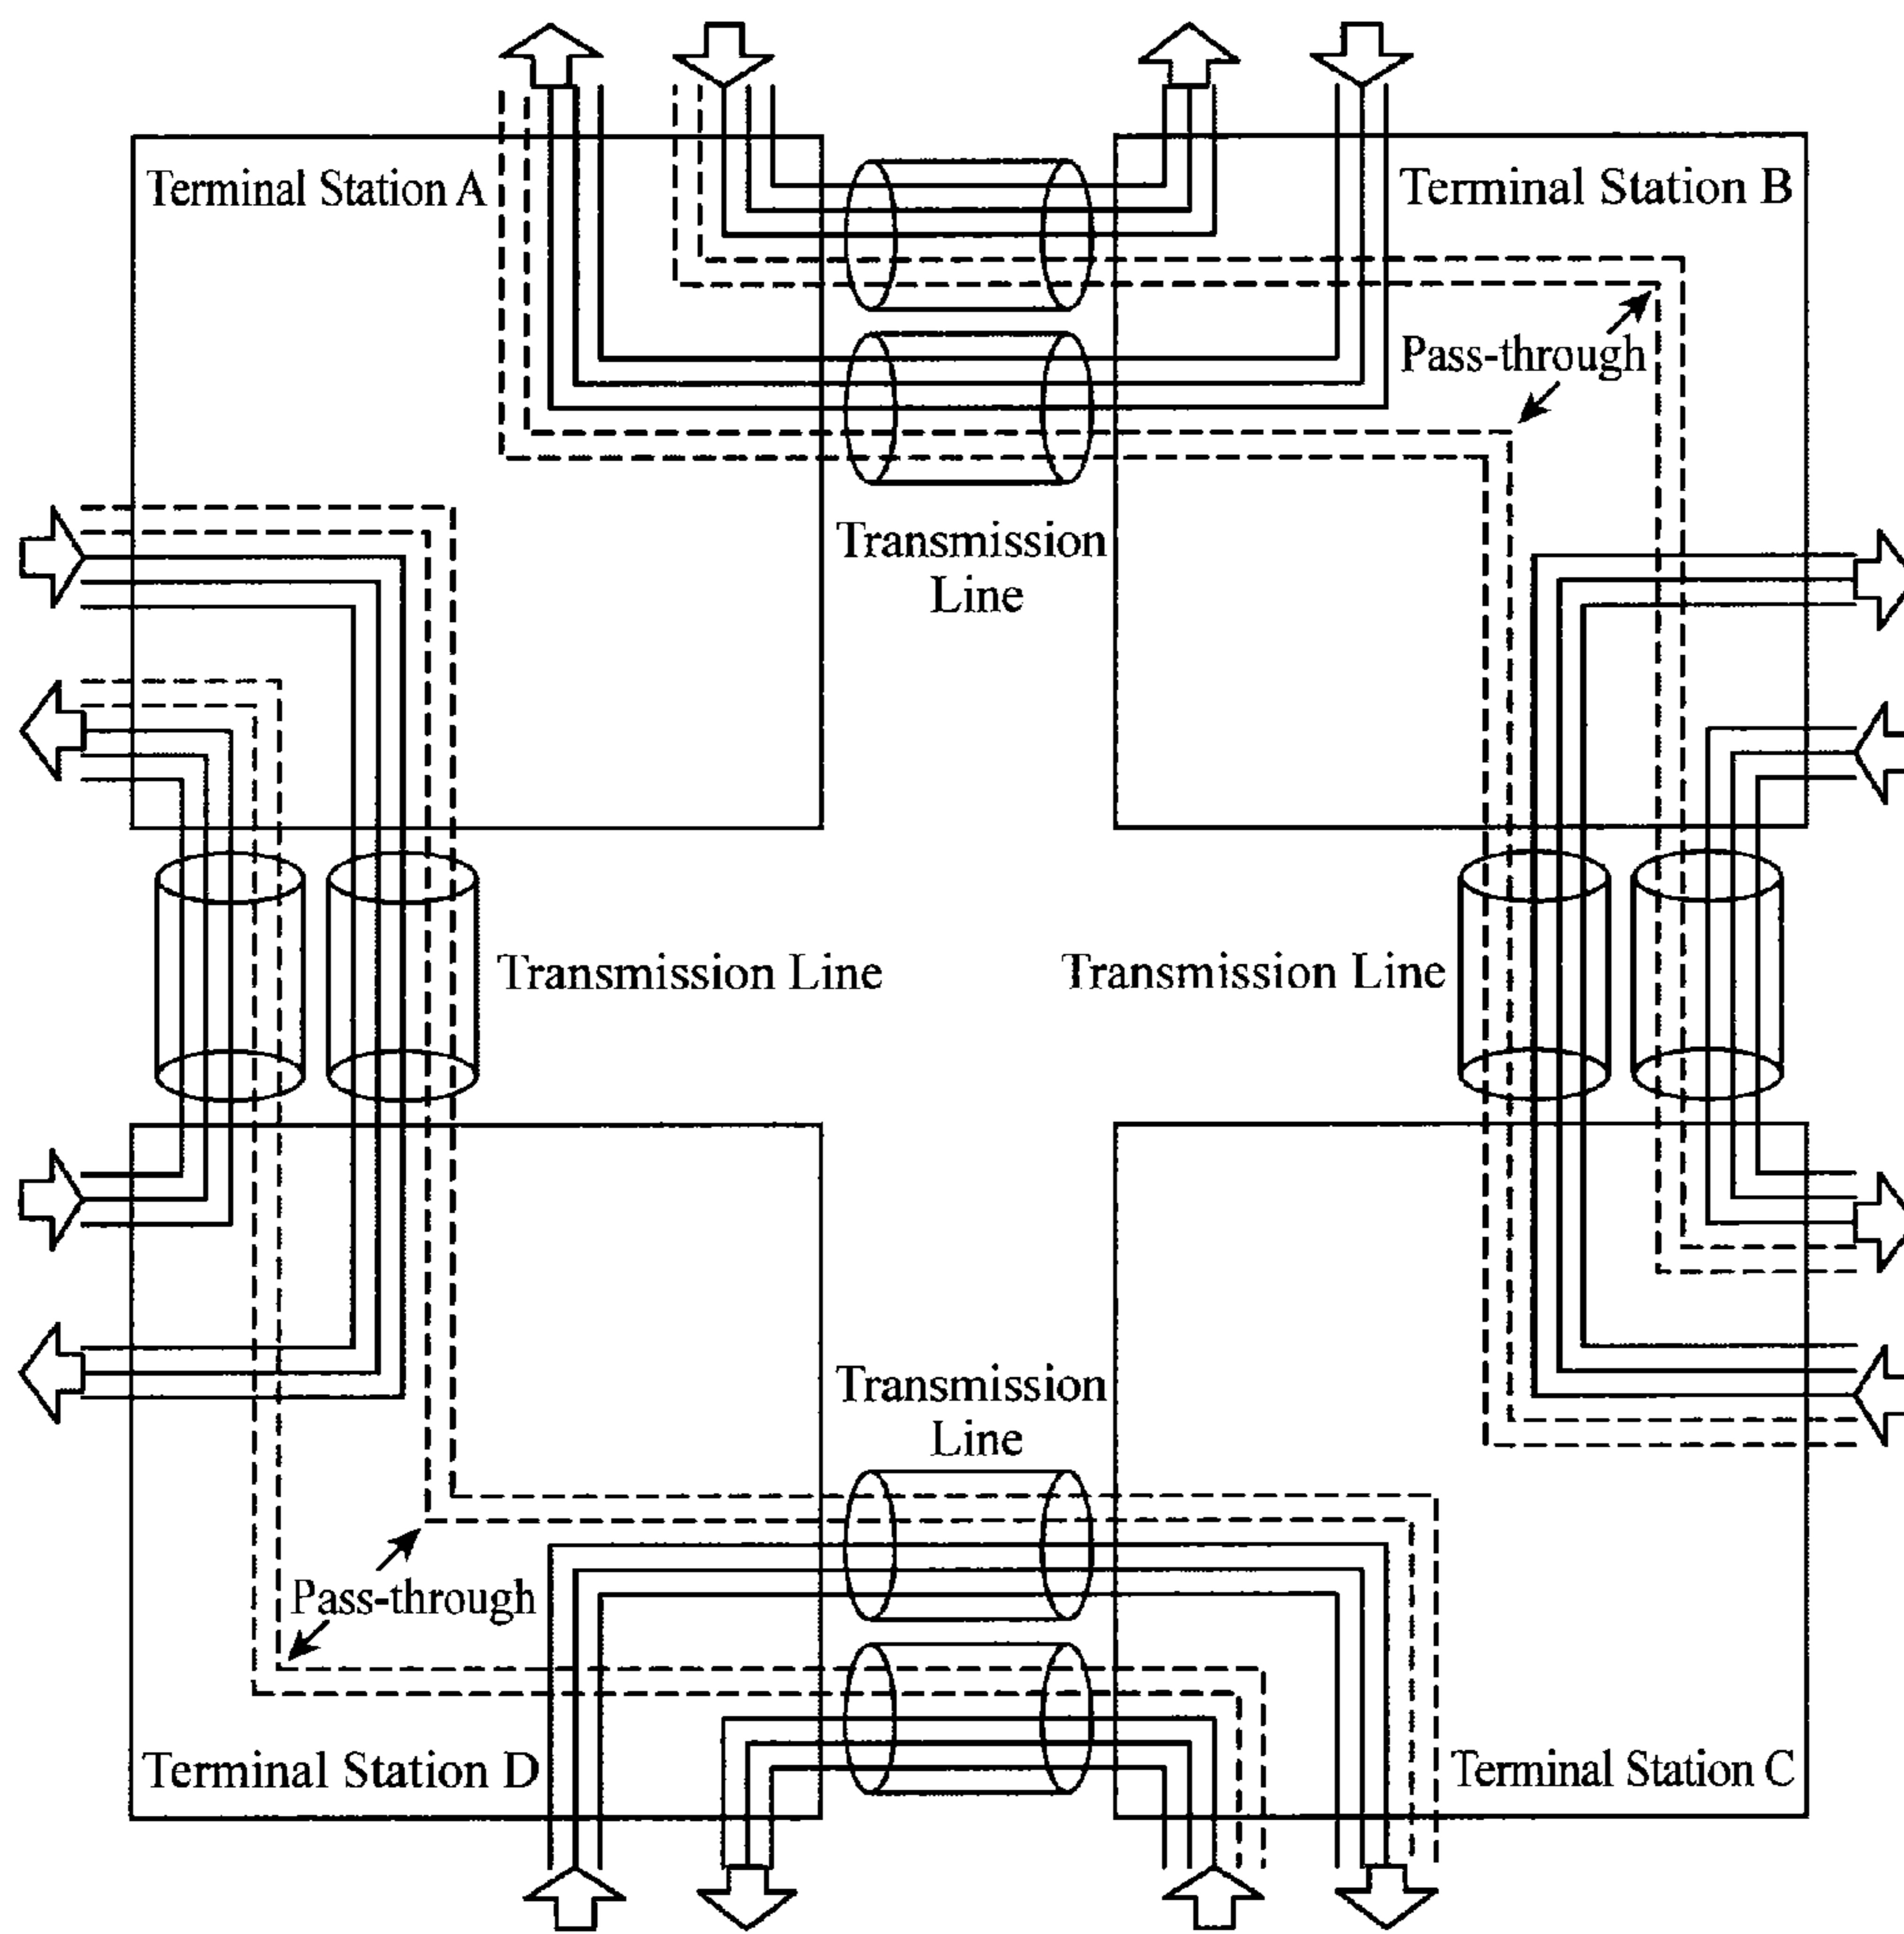 Terminal Station A
Terminal Station B
Pass-through
Transmission
Line
Transmission Line
Transmission Line
Transmission
Line
Pass-through
Terminal Station D
Terminal Station C